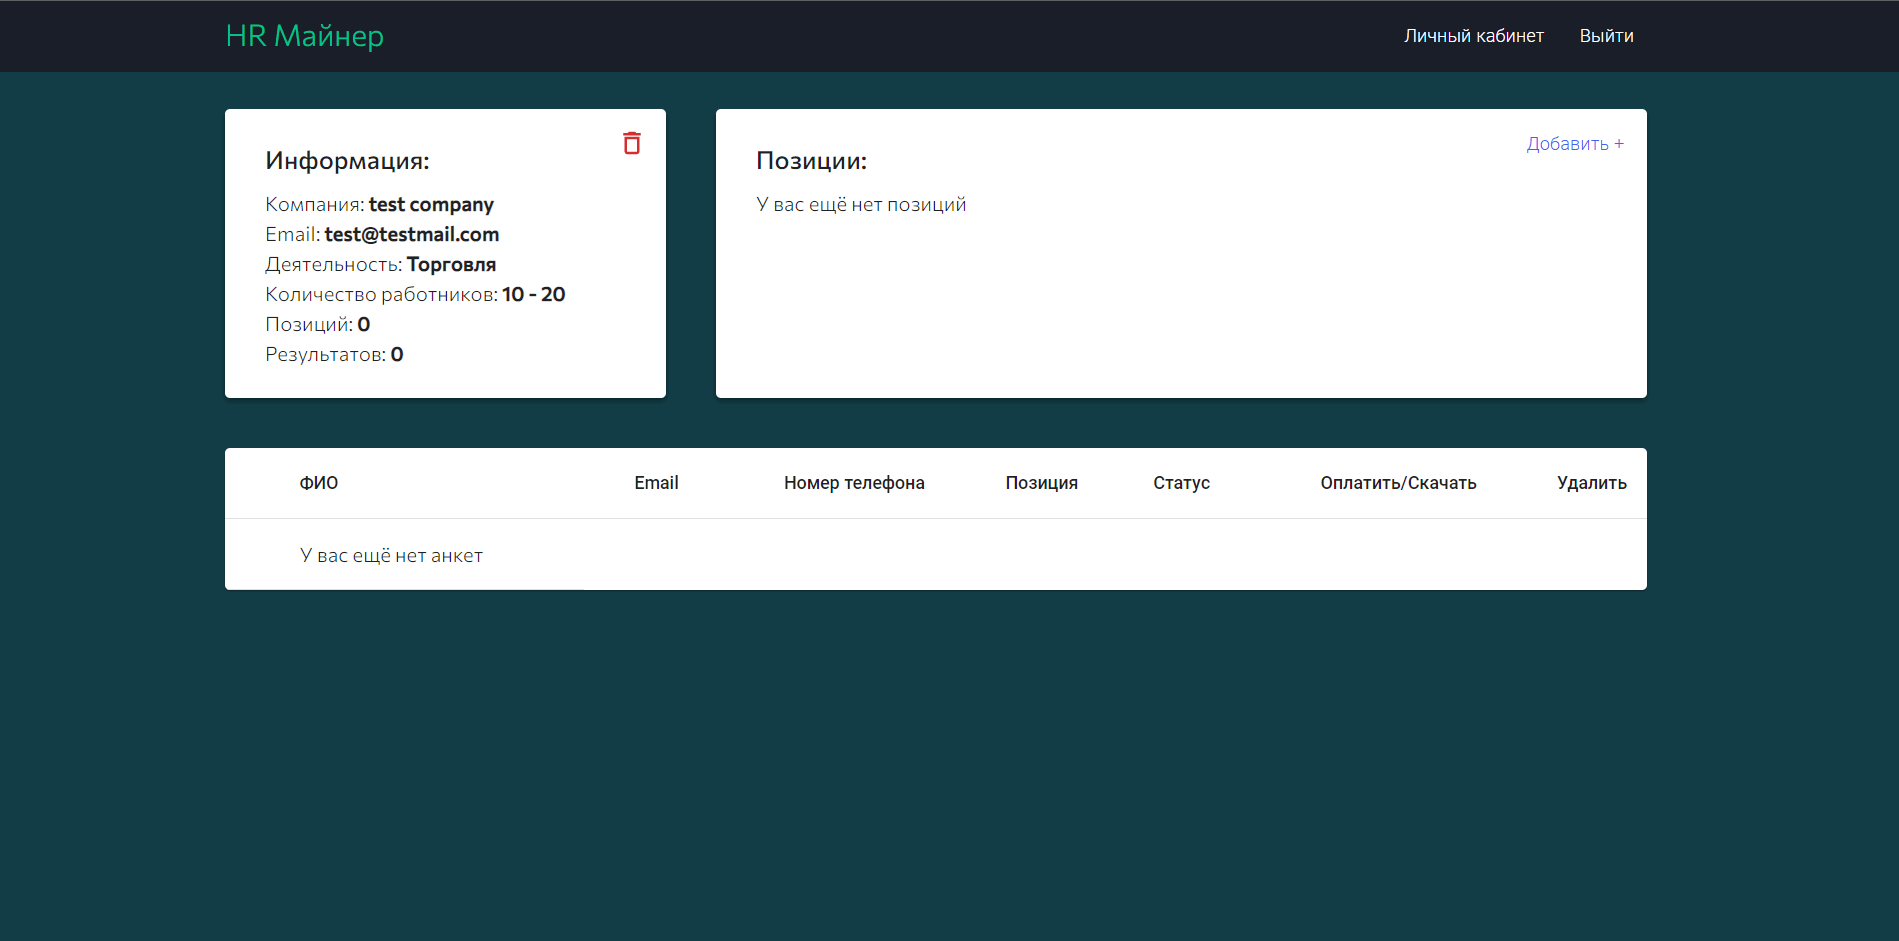 HR Майнер
Личный кабинет
Выйти
Информация:
Компания: test company
Email: test@testmail.com
Деятельность: Торговля
Количество работников: 10 - 20
Позиций: 0
Результатов: 0
Позиции:
Добавить +
У вас ещё нет позиций
ФИО Email Номер телефона Позиция Статус Оплатить/Скачать Удалить
У вас ещё нет анкет